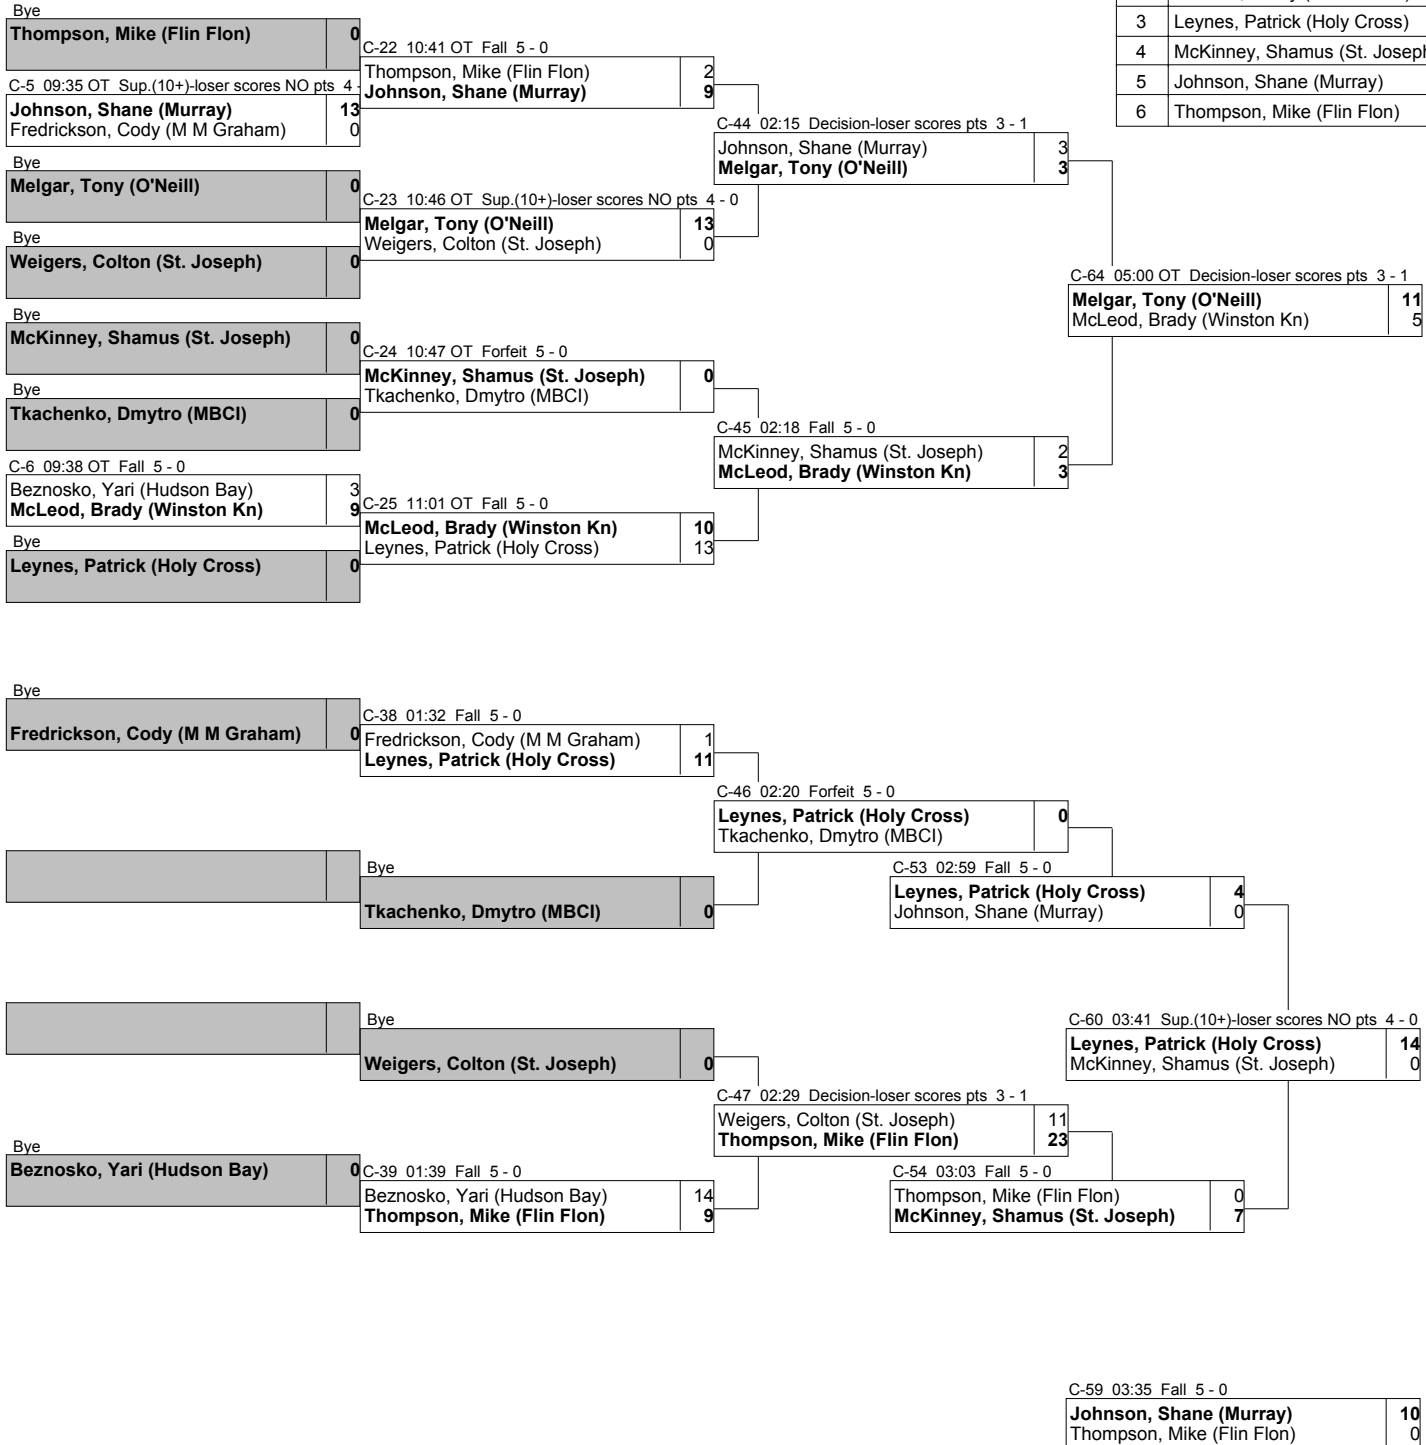 Bye
Thompson, Mike (Flin Flon) 0
C-5 09:35 OT Sup.(10+)-loser scores NO pts 4 -
Johnson, Shane (Murray) 13
Fredrickson, Cody (M M Graham) 0
Bye
Melgar, Tony (O'Neill) 0
Bye
Weigers, Colton (St. Joseph) 0
Bye
McKinney, Shamus (St. Joseph) 0
Bye
Tkachenko, Dmytro (MBCI) 0
C-6 09:38 OT Fall 5 - 0
Beznosko, Yari (Hudson Bay) 3
McLeod, Brady (Winston Kn) 9
Bye
Leynes, Patrick (Holy Cross) 0
C-22 10:41 OT Fall 5 - 0
Thompson, Mike (Flin Flon) 2
Johnson, Shane (Murray) 9
C-23 10:46 OT Sup.(10+)-loser scores NO pts 4 - 0
Melgar, Tony (O'Neill) 13
Weigers, Colton (St. Joseph) 0
C-24 10:47 OT Forfeit 5 - 0
McKinney, Shamus (St. Joseph) 0
Tkachenko, Dmytro (MBCI)
C-25 11:01 OT Fall 5 - 0
McLeod, Brady (Winston Kn) 10
Leynes, Patrick (Holy Cross) 13
C-44 02:15 Decision-loser scores pts 3 - 1
Johnson, Shane (Murray) 3
Melgar, Tony (O'Neill) 3
C-45 02:18 Fall 5 - 0
McKinney, Shamus (St. Joseph) 2
McLeod, Brady (Winston Kn) 3
3 Leynes, Patrick (Holy Cross)
4 McKinney, Shamus (St. Joseph
5 Johnson, Shane (Murray)
6 Thompson, Mike (Flin Flon)
C-64 05:00 OT Decision-loser scores pts 3 - 1
Melgar, Tony (O'Neill) 11
McLeod, Brady (Winston Kn) 5
Bye
Fredrickson, Cody (M M Graham) 0
C-38 01:32 Fall 5 - 0
Fredrickson, Cody (M M Graham) 1
Leynes, Patrick (Holy Cross) 11
Bye
Tkachenko, Dmytro (MBCI) 0
Bye
Weigers, Colton (St. Joseph) 0
Bye
Beznosko, Yari (Hudson Bay) 0
C-39 01:39 Fall 5 - 0
Beznosko, Yari (Hudson Bay) 14
Thompson, Mike (Flin Flon) 9
C-46 02:20 Forfeit 5 - 0
Leynes, Patrick (Holy Cross) 0
Tkachenko, Dmytro (MBCI)
C-47 02:29 Decision-loser scores pts 3 - 1
Weigers, Colton (St. Joseph) 11
Thompson, Mike (Flin Flon) 23
C-53 02:59 Fall 5 - 0
Leynes, Patrick (Holy Cross) 4
Johnson, Shane (Murray) 0
C-54 03:03 Fall 5 - 0
Thompson, Mike (Flin Flon) 0
McKinney, Shamus (St. Joseph) 7
C-60 03:41 Sup.(10+)-loser scores NO pts 4 - 0
Leynes, Patrick (Holy Cross) 14
McKinney, Shamus (St. Joseph) 0
C-59 03:35 Fall 5 - 0
Johnson, Shane (Murray) 10
Thompson, Mike (Flin Flon) 0